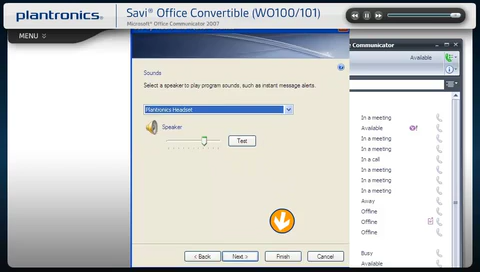 plantronics.
Savi® Office Convertible (WO100/101)
Microsoft® Office Communicator 2007
MENU
Communicator
Available
Sounds
Select a speaker to play program sounds, such as instant message alerts.
Plantronics Headset
Speaker
Test
In a meeting
Available
In a meeting
In a meeting
In a call
In a meeting
In a meeting
In a meeting
Away
Offline
Offline
Offline
Busy
Available
< Back
Next >
Finish
Cancel